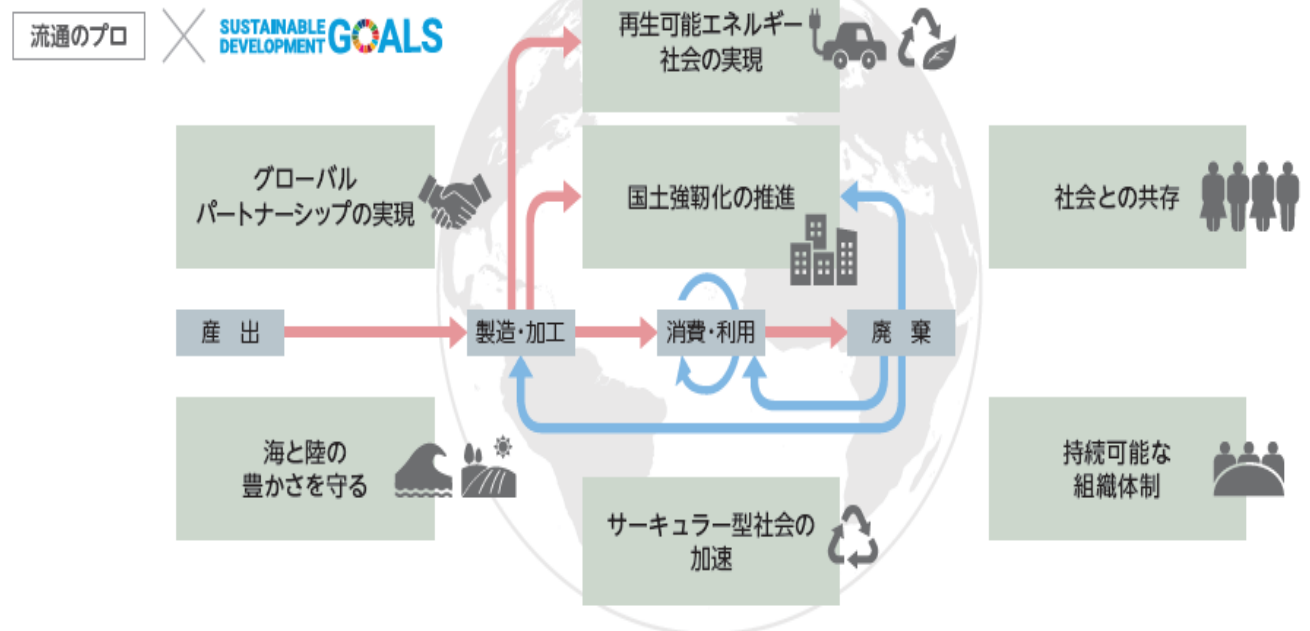 流通のプロ
SUSTAINABLE
DEVELOPMENT GOALS
再生可能エネルギー
社会の実現
グローバル
パートナーシップの実現
国土強靭化の推進
社会との共存
産 出
製造・加工
消費・利用
廃 棄
海と陸の
豊かさを守る
サーキュラー型社会の
加速
持続可能な
組織体制